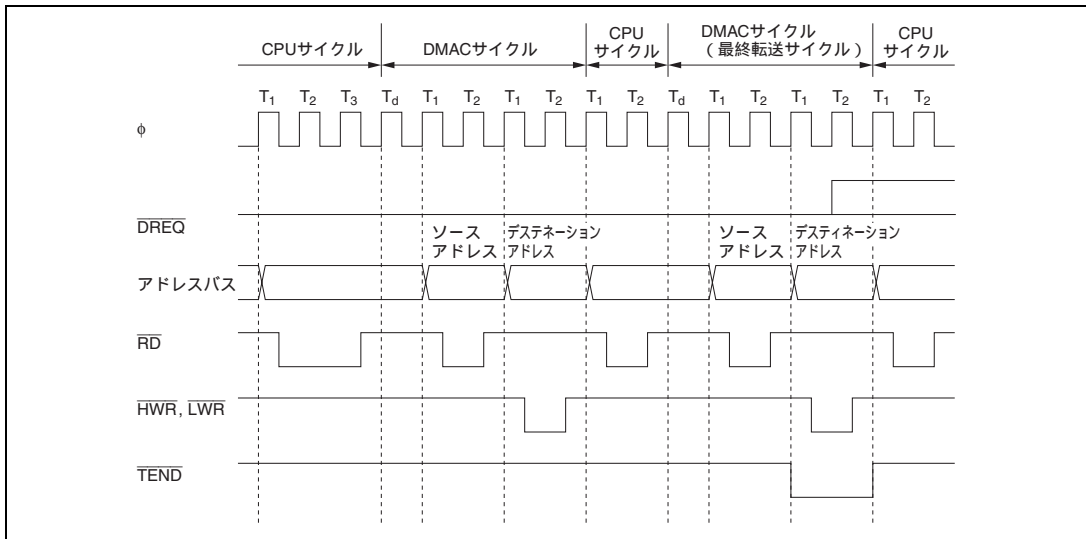 CPUサイクル DMACサイクル CPU サイクル DMACサイクル (最終転送サイクル) CPU サイクル
T1 T2 T3 Td T1 T2 T1 T2 T1 T2 Td T1 T2 T1 T2 T1 T2
φ
DREQ
ソース アドレス デスネーション アドレス ソース アドレス デスティネーション アドレス
アドレスバス
RD
HWR, LWR
TEND